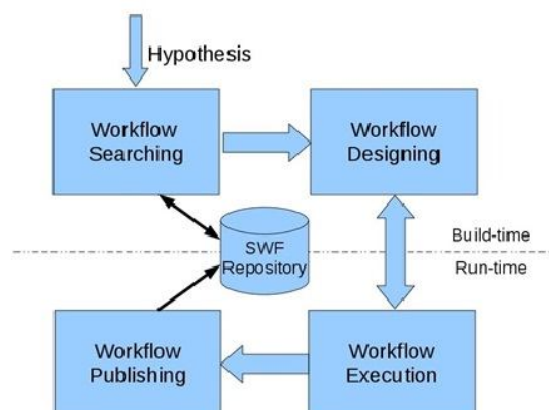 Hypothesis
Workflow
Searching
Workflow
Designing
SWF
Repository
Build-time
Run-time
Workflow
Publishing
Workflow
Execution